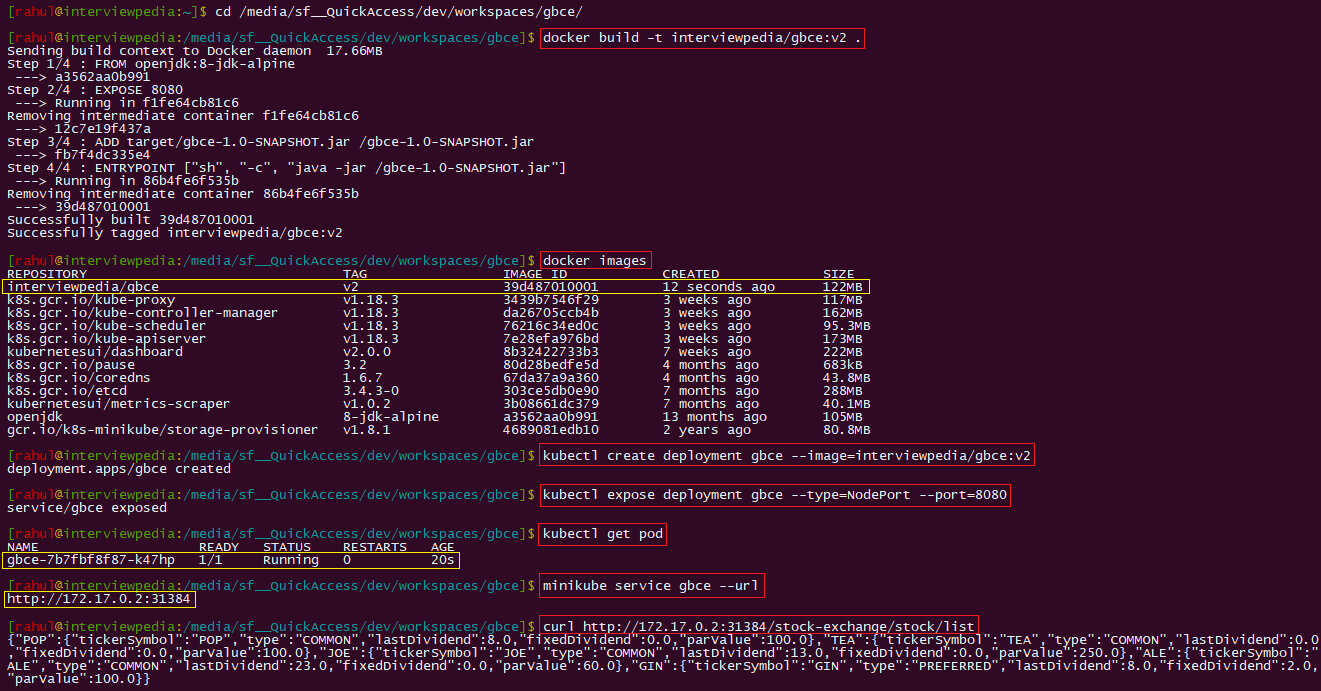 [rahul@interviewpedia:~]$ cd /media/sf__QuickAccess/dev/workspaces/gbce/
[rahul@interviewpedia:/media/sf__QuickAccess/dev/workspaces/gbce]$ docker build -t interviewpedia/gbce:v2 .
Sending build context to Docker daemon  17.66MB
Step 1/4 : FROM openjdk:8-jdk-alpine
 ---> a3562aa0b991
Step 2/4 : EXPOSE 8080
 ---> Running in f1fe64cb81c6
Removing intermediate container f1fe64cb81c6
 ---> 12c7e19f437a
Step 3/4 : ADD target/gbce-1.0-SNAPSHOT.jar /gbce-1.0-SNAPSHOT.jar
 ---> fb7f4dc335e4
Step 4/4 : ENTRYPOINT ["sh", "-c", "java -jar /gbce-1.0-SNAPSHOT.jar"]
 ---> Running in 86b4fe6f535b
Removing intermediate container 86b4fe6f535b
 ---> 39d487010001
Successfully built 39d487010001
Successfully tagged interviewpedia/gbce:v2
[rahul@interviewpedia:/media/sf__QuickAccess/dev/workspaces/gbce]$ docker images
REPOSITORY TAG IMAGE ID CREATED SIZE
interviewpedia/gbce v2 39d487010001 12 seconds ago 122MB
k8s.gcr.io/kube-proxy v1.18.3 3439b7546f29 3 weeks ago 117MB
k8s.gcr.io/kube-controller-manager v1.18.3 da26705ccb4b 3 weeks ago 162MB
k8s.gcr.io/kube-scheduler v1.18.3 76216c34ed0c 3 weeks ago 95.3MB
k8s.gcr.io/kube-apiserver v1.18.3 7e28efa976bd 3 weeks ago 173MB
kubernetesui/dashboard v2.0.0 8b32422733b3 7 weeks ago 222MB
k8s.gcr.io/pause 3.2 80d28bedfe5d 4 months ago 683kB
k8s.gcr.io/coredns 1.6.7 67da37a9a360 4 months ago 43.8MB
k8s.gcr.io/etcd 3.4.3-0 303ce5db0e90 7 months ago 288MB
kubernetesui/metrics-scraper v1.0.2 3b08661dc379 7 months ago 40.1MB
openjdk 8-jdk-alpine a3562aa0b991 13 months ago 105MB
gcr.io/k8s-minikube/storage-provisioner v1.8.1 4689081edb10 2 years ago 80.8MB
[rahul@interviewpedia:/media/sf__QuickAccess/dev/workspaces/gbce]$ kubectl create deployment gbce --image=interviewpedia/gbce:v2
deployment.apps/gbce created
[rahul@interviewpedia:/media/sf__QuickAccess/dev/workspaces/gbce]$ kubectl expose deployment gbce --type=NodePort --port=8080
service/gbce exposed
[rahul@interviewpedia:/media/sf__QuickAccess/dev/workspaces/gbce]$ kubectl get pod
NAME READY STATUS RESTARTS AGE
gbce-7b7fbf8f87-k47hp 1/1 Running 0 20s
[rahul@interviewpedia:/media/sf__QuickAccess/dev/workspaces/gbce]$ minikube service gbce --url
http://172.17.0.2:31384
[rahul@interviewpedia:/media/sf__QuickAccess/dev/workspaces/gbce]$ curl http://172.17.0.2:31384/stock-exchange/stock/list
{"POP":{"tickerSymbol":"POP","type":"COMMON","lastDividend":8.0,"fixedDividend":0.0,"parValue":100.0},"TEA":{"tickerSymbol":"TEA","type":"COMMON","lastDividend":0.0
,"fixedDividend":0.0,"parValue":100.0},"JOE":{"tickerSymbol":"JOE","type":"COMMON","lastDividend":13.0,"fixedDividend":0.0,"parValue":250.0},"ALE":{"tickerSymbol":"
ALE","type":"COMMON","lastDividend":23.0,"fixedDividend":0.0,"parValue":60.0},"GIN":{"tickerSymbol":"GIN","type":"PREFERRED","lastDividend":8.0,"fixedDividend":2.0,
"parValue":100.0}}